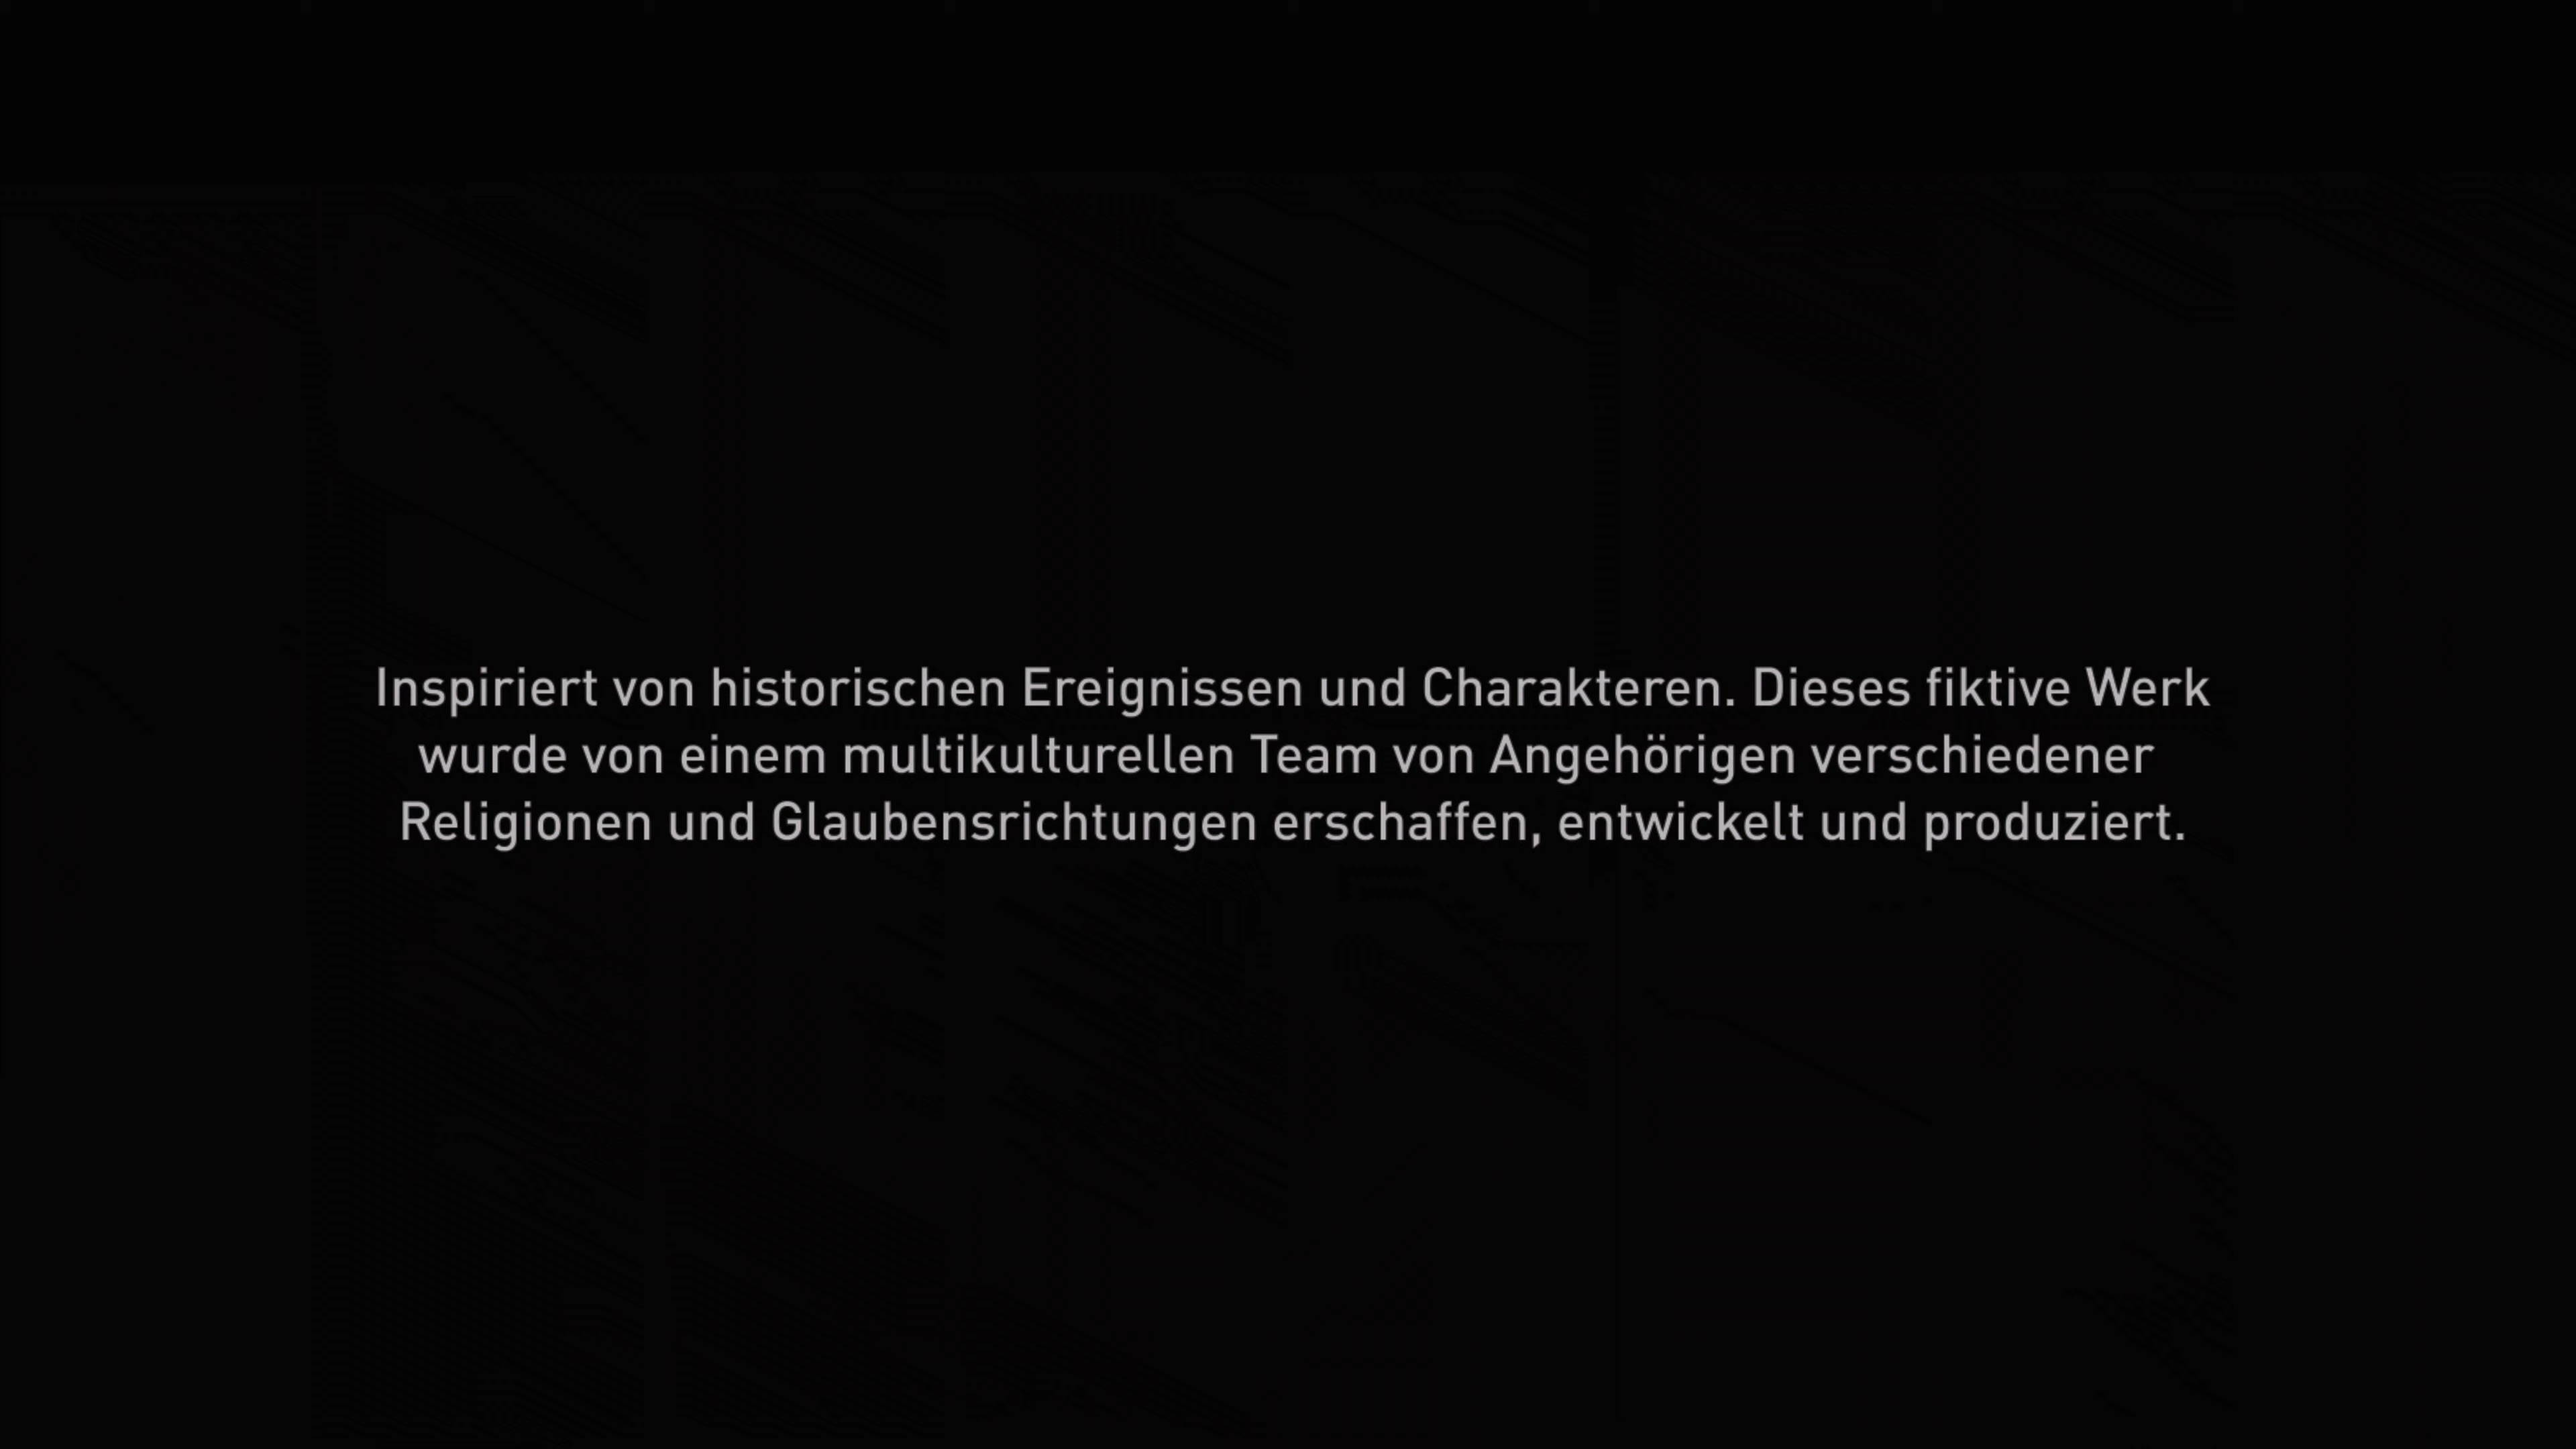 Inspiriert von historischen Ereignissen und Charakteren. Dieses fiktive Werk
wurde von einem multikulturellen Team von Angehörigen verschiedener
Religionen und Glaubensrichtungen erschaffen, entwickelt und produziert.